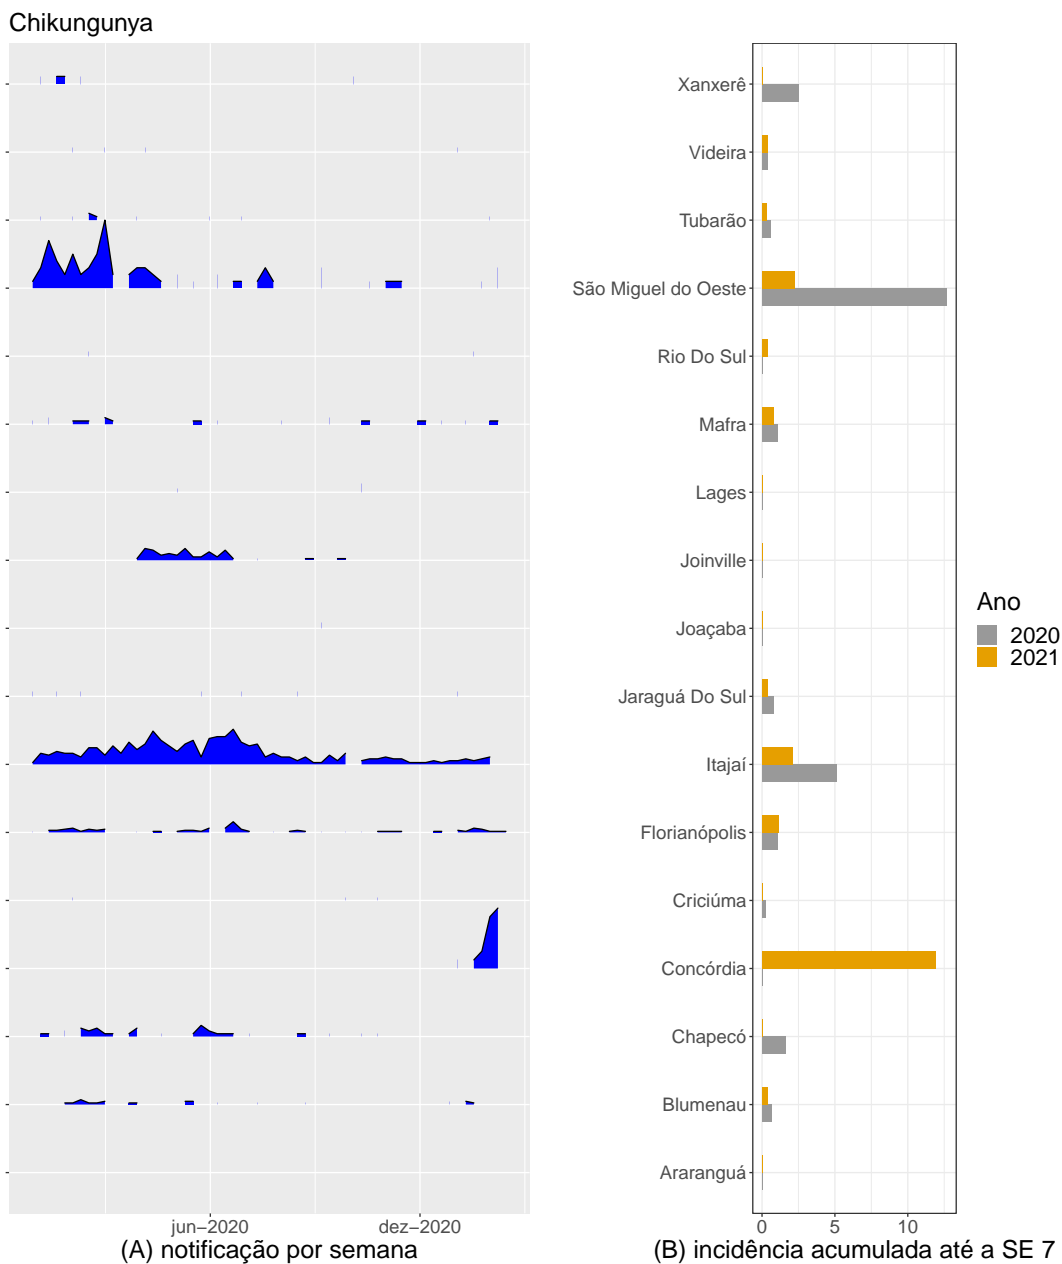 Chikungunya
Xanxerê
Videira
Tubarão
São Miguel do Oeste
Rio Do Sul
Mafra
Lages
Joinville
Joaçaba
Jaraguá Do Sul
Itajaí
Florianópolis
Criciúma
Concórdia
Chapecó
Blumenau
Araranguá
Ano
2020
2021
jun−2020 dez−2020
0 5 10
(A) notificação por semana
(B) incidência acumulada até a SE 7